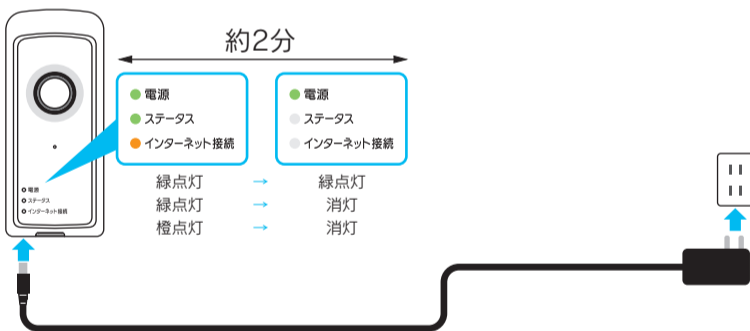 約2分
電源
ステータス
インターネット接続
電源
ステータス
インターネット接続
緑点灯 → 緑点灯
緑点灯 → 消灯
橙点灯 → 消灯
電源
ステータス
インターネット接続